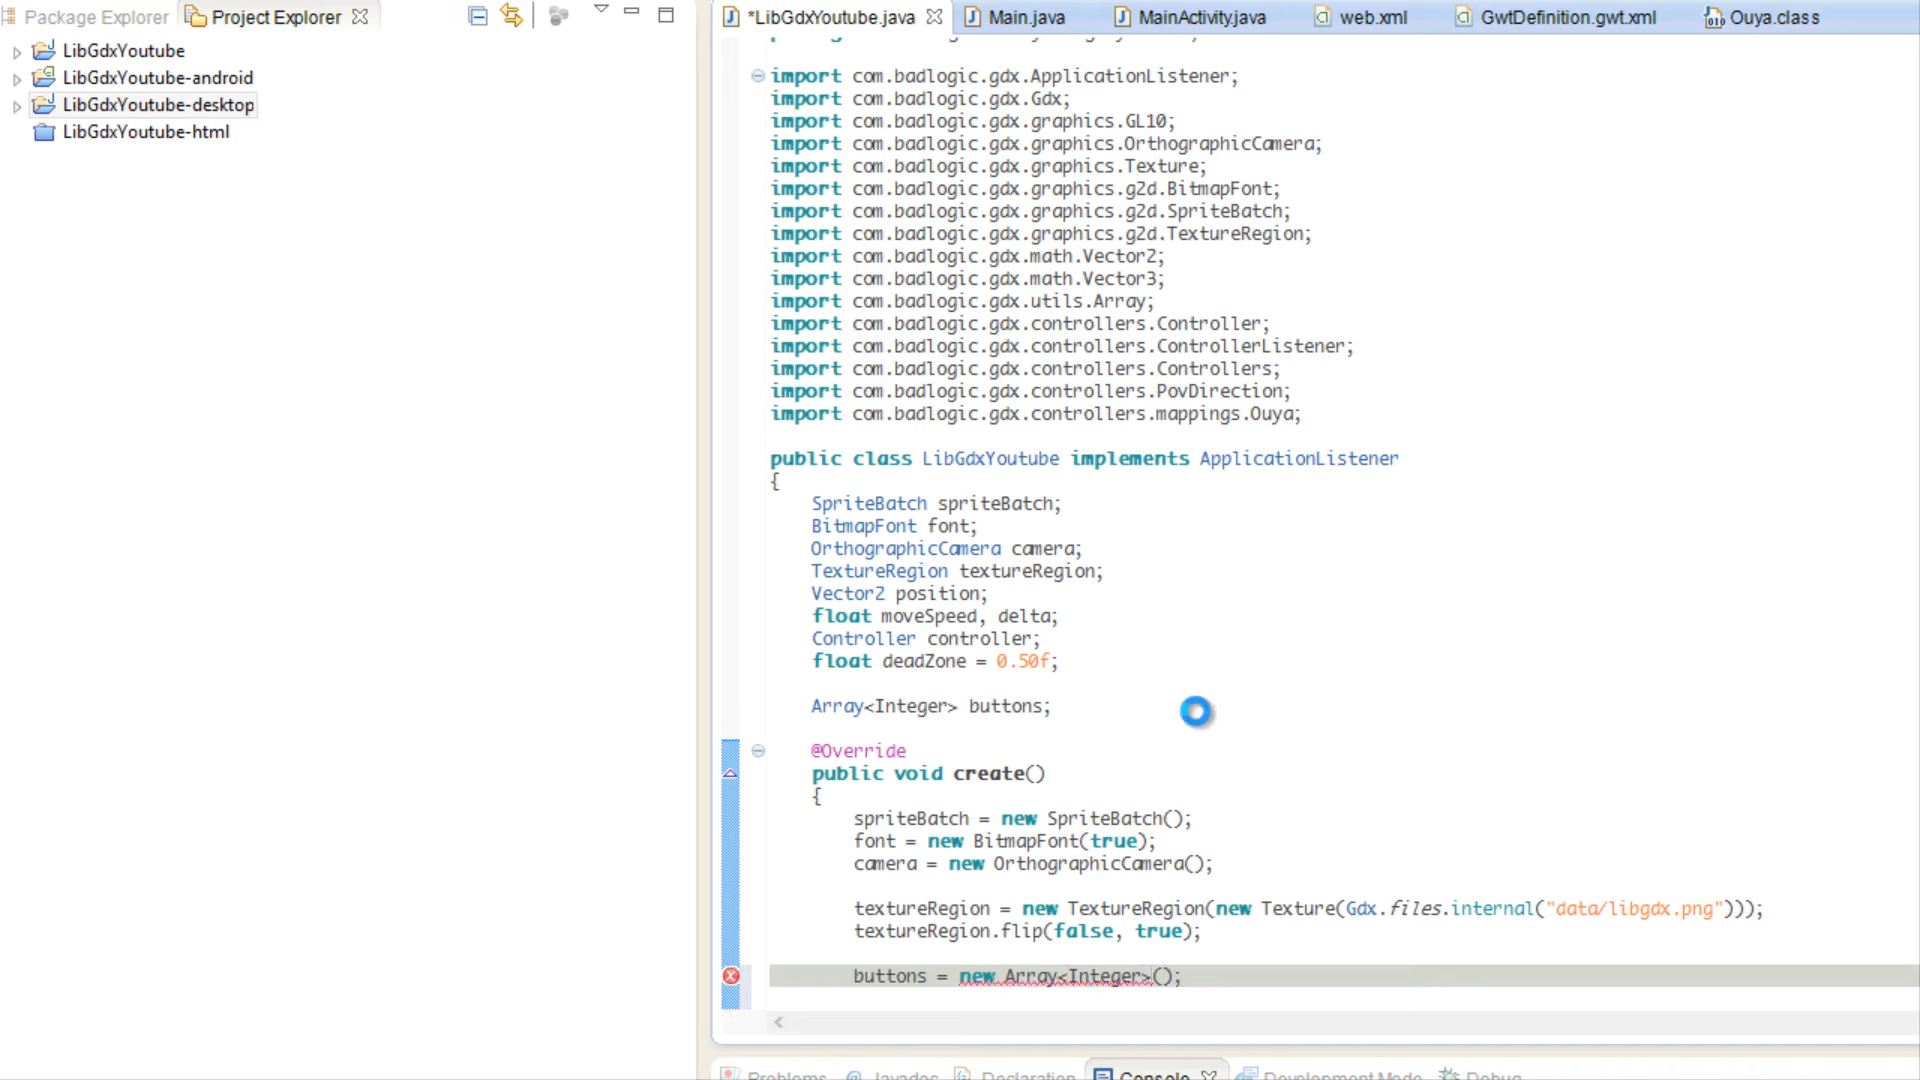 Package Explorer Project Explorer
LibGdxYoutube
LibGdxYoutube-android
LibGdxYoutube-desktop
LibGdxYoutube-html
*LibGdxYoutube.java Main.java MainActivity.java web.xml GwtDefinition.gwt.xml Ouya.class
import com.badlogic.gdx.ApplicationListener;
import com.badlogic.gdx.Gdx;
import com.badlogic.gdx.graphics.GL10;
import com.badlogic.gdx.graphics.OrthographicCamera;
import com.badlogic.gdx.graphics.Texture;
import com.badlogic.gdx.graphics.g2d.BitmapFont;
import com.badlogic.gdx.graphics.g2d.SpriteBatch;
import com.badlogic.gdx.graphics.g2d.TextureRegion;
import com.badlogic.gdx.math.Vector2;
import com.badlogic.gdx.math.Vector3;
import com.badlogic.gdx.utils.Array;
import com.badlogic.gdx.controllers.Controller;
import com.badlogic.gdx.controllers.ControllerListener;
import com.badlogic.gdx.controllers.Controllers;
import com.badlogic.gdx.controllers.PovDirection;
import com.badlogic.gdx.controllers.mappings.Ouya;
public class LibGdxYoutube implements ApplicationListener
{
SpriteBatch spriteBatch;
BitmapFont font;
OrthographicCamera camera;
TextureRegion textureRegion;
Vector2 position;
float moveSpeed, delta;
Controller controller;
float deadZone = 0.50f;
Array<Integer> buttons;
@Override
public void create()
{
spriteBatch = new SpriteBatch();
font = new BitmapFont(true);
camera = new OrthographicCamera();
textureRegion = new TextureRegion(new Texture(Gdx.files.internal("data/libgdx.png")));
textureRegion.flip(false, true);
buttons = new Array<Integer>();
Problems Javadoc Declaration Console Development Mode Debug